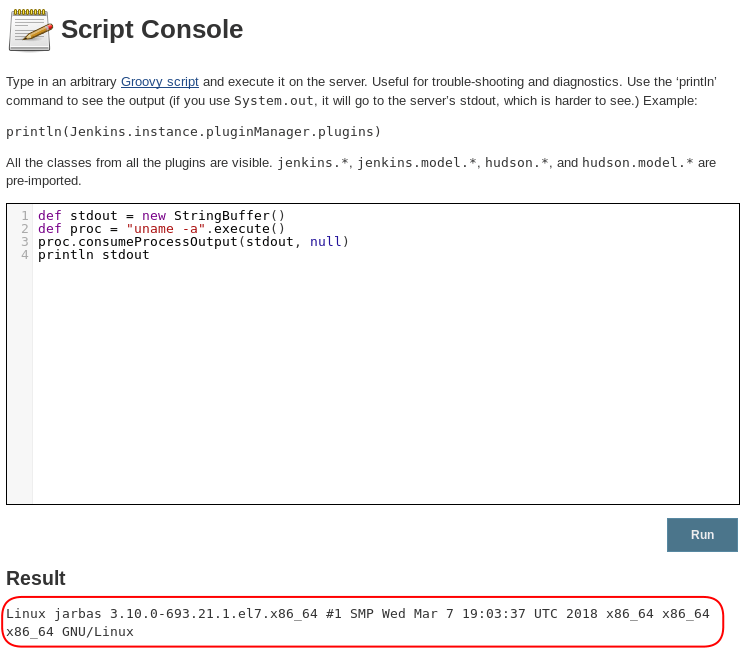 Script Console
Type in an arbitrary Groovy script and execute it on the server. Useful for trouble-shooting and diagnostics. Use the ‘println’
command to see the output (if you use System.out, it will go to the server's stdout, which is harder to see.) Example:
println(Jenkins.instance.pluginManager.plugins)
All the classes from all the plugins are visible. jenkins.*, jenkins.model.*, hudson.*, and hudson.model.* are
pre-imported.
1 def stdout = new StringBuffer()
2 def proc = "uname -a".execute()
3 proc.consumeProcessOutput(stdout, null)
4 println stdout
Run
Result
Linux jarbas 3.10.0-693.21.1.el7.x86_64 #1 SMP Wed Mar 7 19:03:37 UTC 2018 x86_64 x86_64
x86_64 GNU/Linux